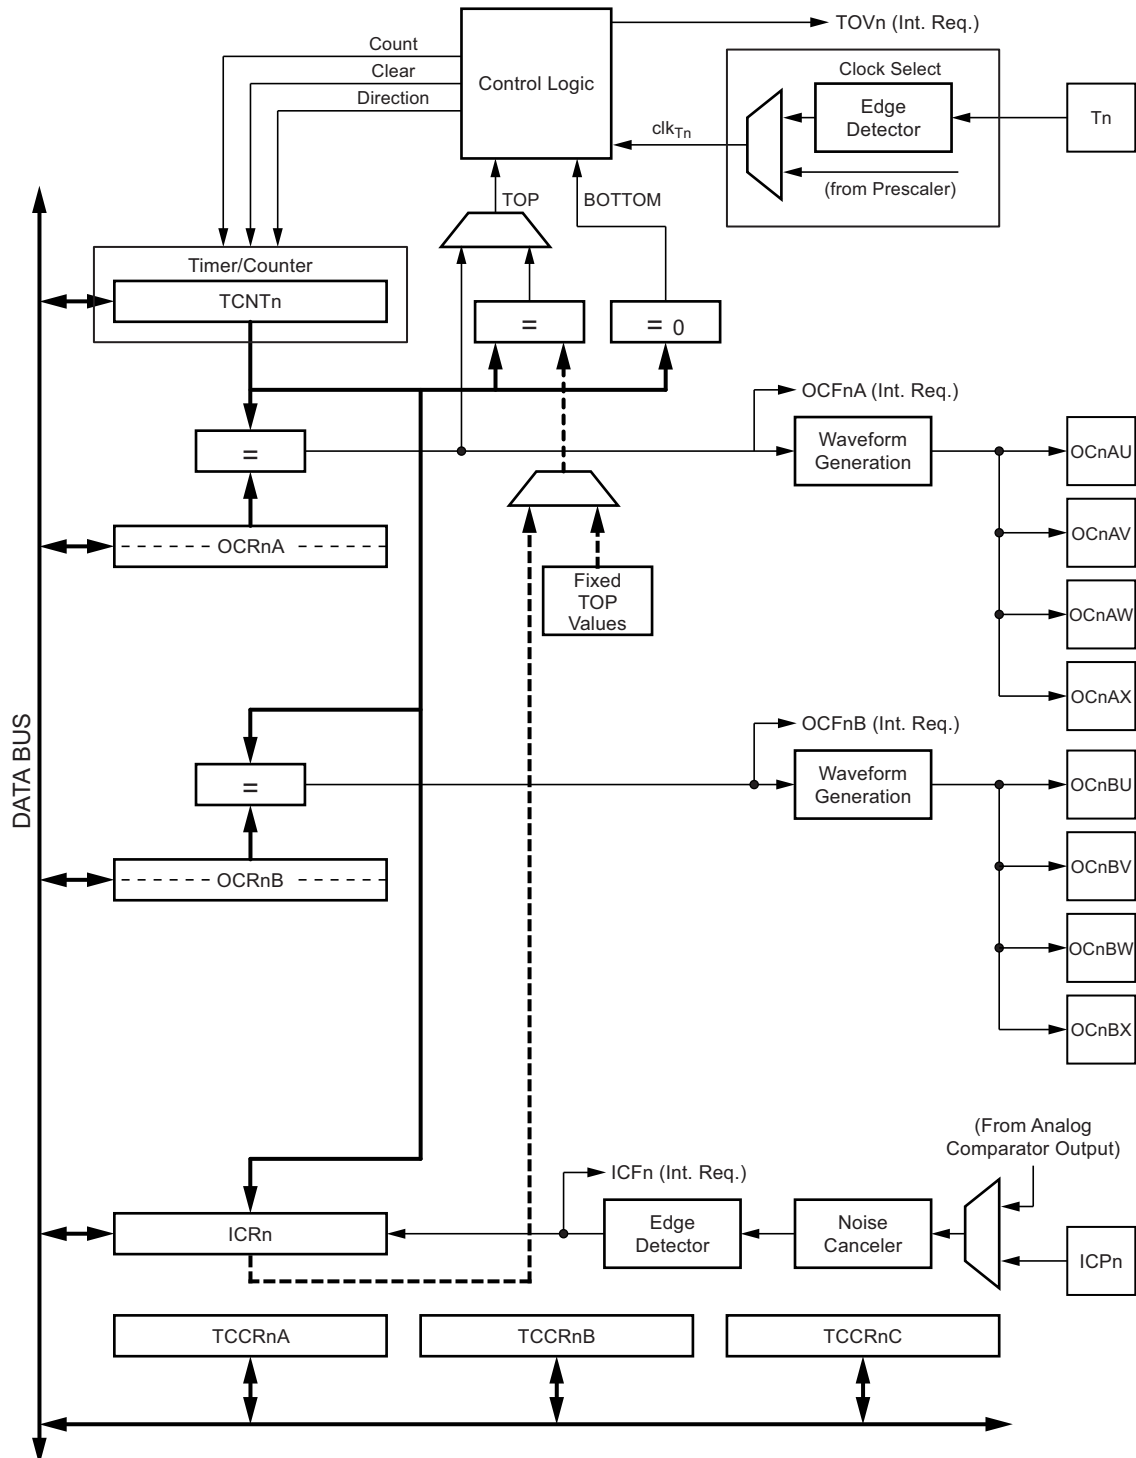 TOVn (Int. Req.)
Count
Clear
Direction
Control Logic
Clock Select
Edge
Detector
Tn
clkTn
(from Prescaler)
TOP
BOTTOM
Timer/Counter
TCNTn
=
= 0
OCFnA (Int. Req.)
=
Waveform
Generation
OCnAU
OCnAV
OCnAW
OCnAX
OCRnA
Fixed
TOP
Values
DATA BUS
OCFnB (Int. Req.)
=
Waveform
Generation
OCnBU
OCnBV
OCnBW
OCnBX
OCRnB
(From Analog
Comparator Output)
ICFn (Int. Req.)
ICRn
Edge
Detector
Noise
Canceler
ICPn
TCCRnA
TCCRnB
TCCRnC